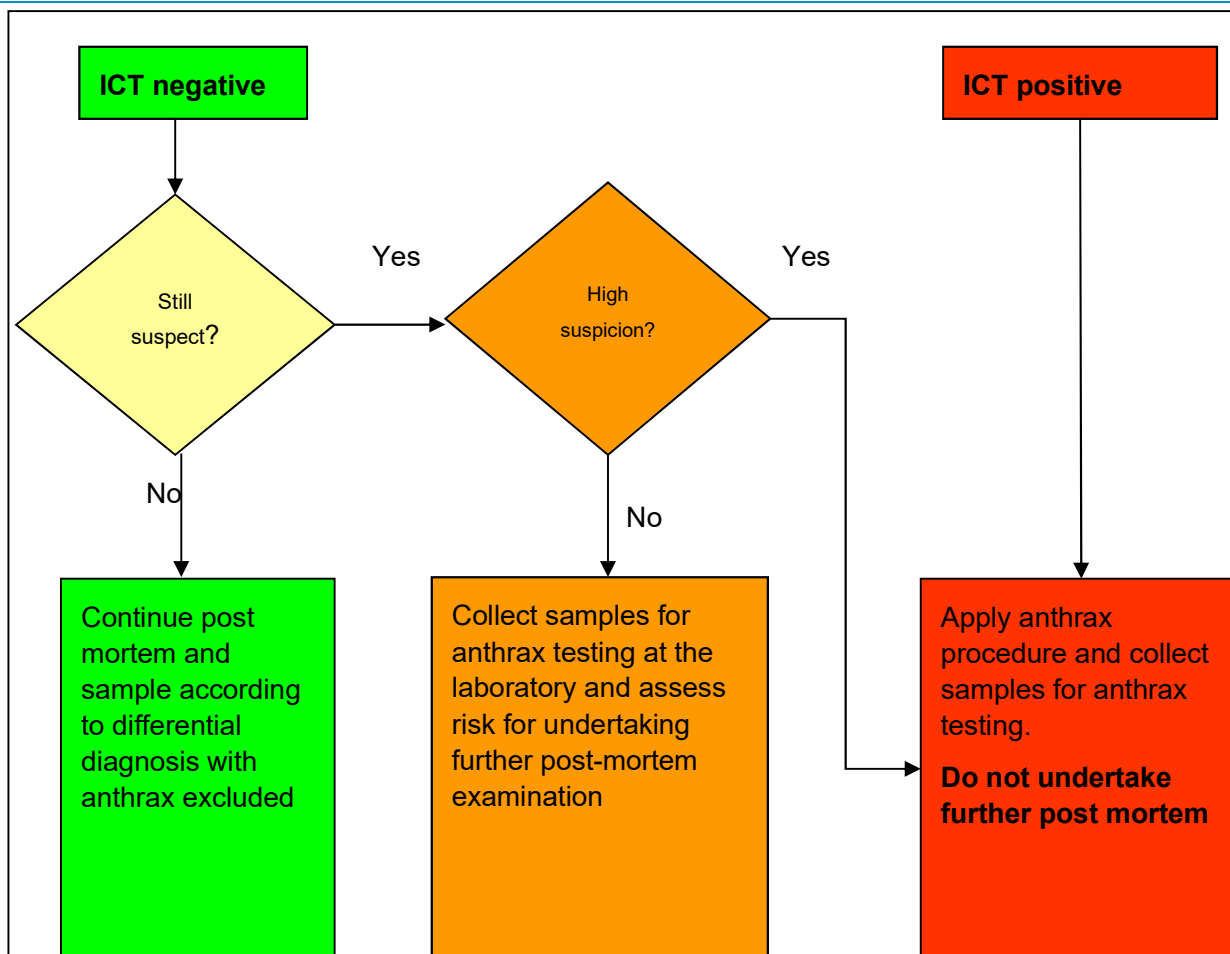 ICT negative
ICT positive
Yes
Yes
Still
suspect?
High
suspicion?
No
No
Continue post
mortem and
sample according
to differential
diagnosis with
anthrax excluded
Collect samples for
anthrax testing at the
laboratory and assess
risk for undertaking
further post-mortem
examination
Apply anthrax
procedure and collect
samples for anthrax
testing.
Do not undertake
further post mortem